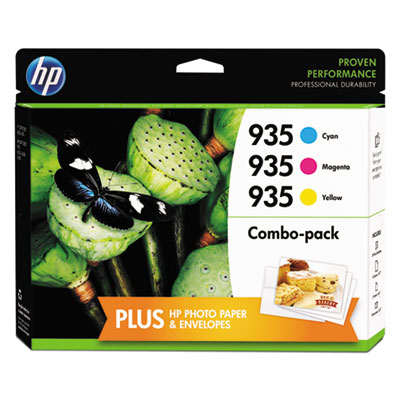 hp
PROVEN
PERFORMANCE
PROFESSIONAL DURABILITY
935 Cyan
935 Magenta
935 Yellow
Combo-pack
PLUS HP PHOTO PAPER
& ENVELOPES